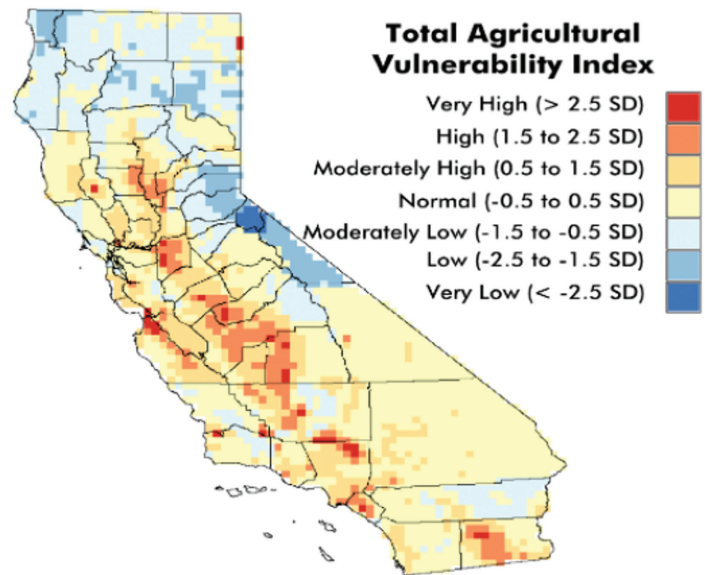 Total Agricultural
Vulnerability Index
Very High (> 2.5 SD)
High (1.5 to 2.5 SD)
Moderately High (0.5 to 1.5 SD)
Normal (-0.5 to 0.5 SD)
Moderately Low (-1.5 to -0.5 SD)
Low (-2.5 to -1.5 SD)
Very Low (< -2.5 SD)